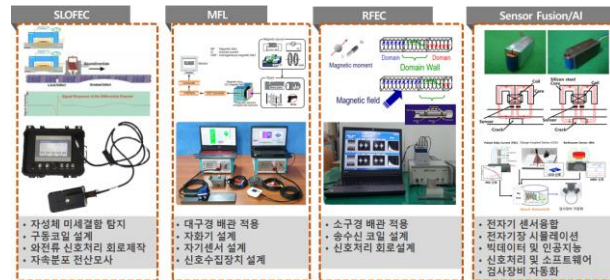 SLOFEC
MFL
RFEC
Sensor Fusion/AI
Magnetic moment
Domain
Domain
Domain Wall
Magnetic field
Silicon steel
Coil
Core
Coil
Core
Sensor
Sensor
Crack
Crack
· 자성체 미세결함 탐지
· 구동코일 설계
· 와전류 신호처리 회로제작
· 자속분포 전산모사
· 대구경 배관 적용
· 자화기 설계
· 자기센서 설계
· 신호수집장치 설계
· 소구경 배관 적용
· 송수신 코일 설계
· 신호처리 회로설계
· 전자기 센서융합
· 전자기장 시뮬레이션
· 빅데이터 및 인공지능
· 신호처리 및 소프트웨어
· 검사장비 자동화